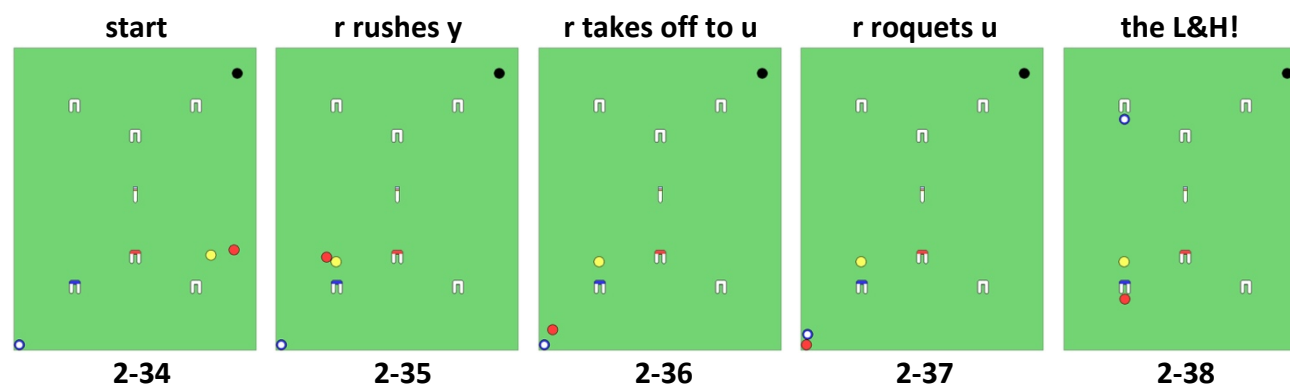 start
r rushes y
r takes off to u
r roquets u
the L&H!
2-34
2-35
2-36
2-37
2-38